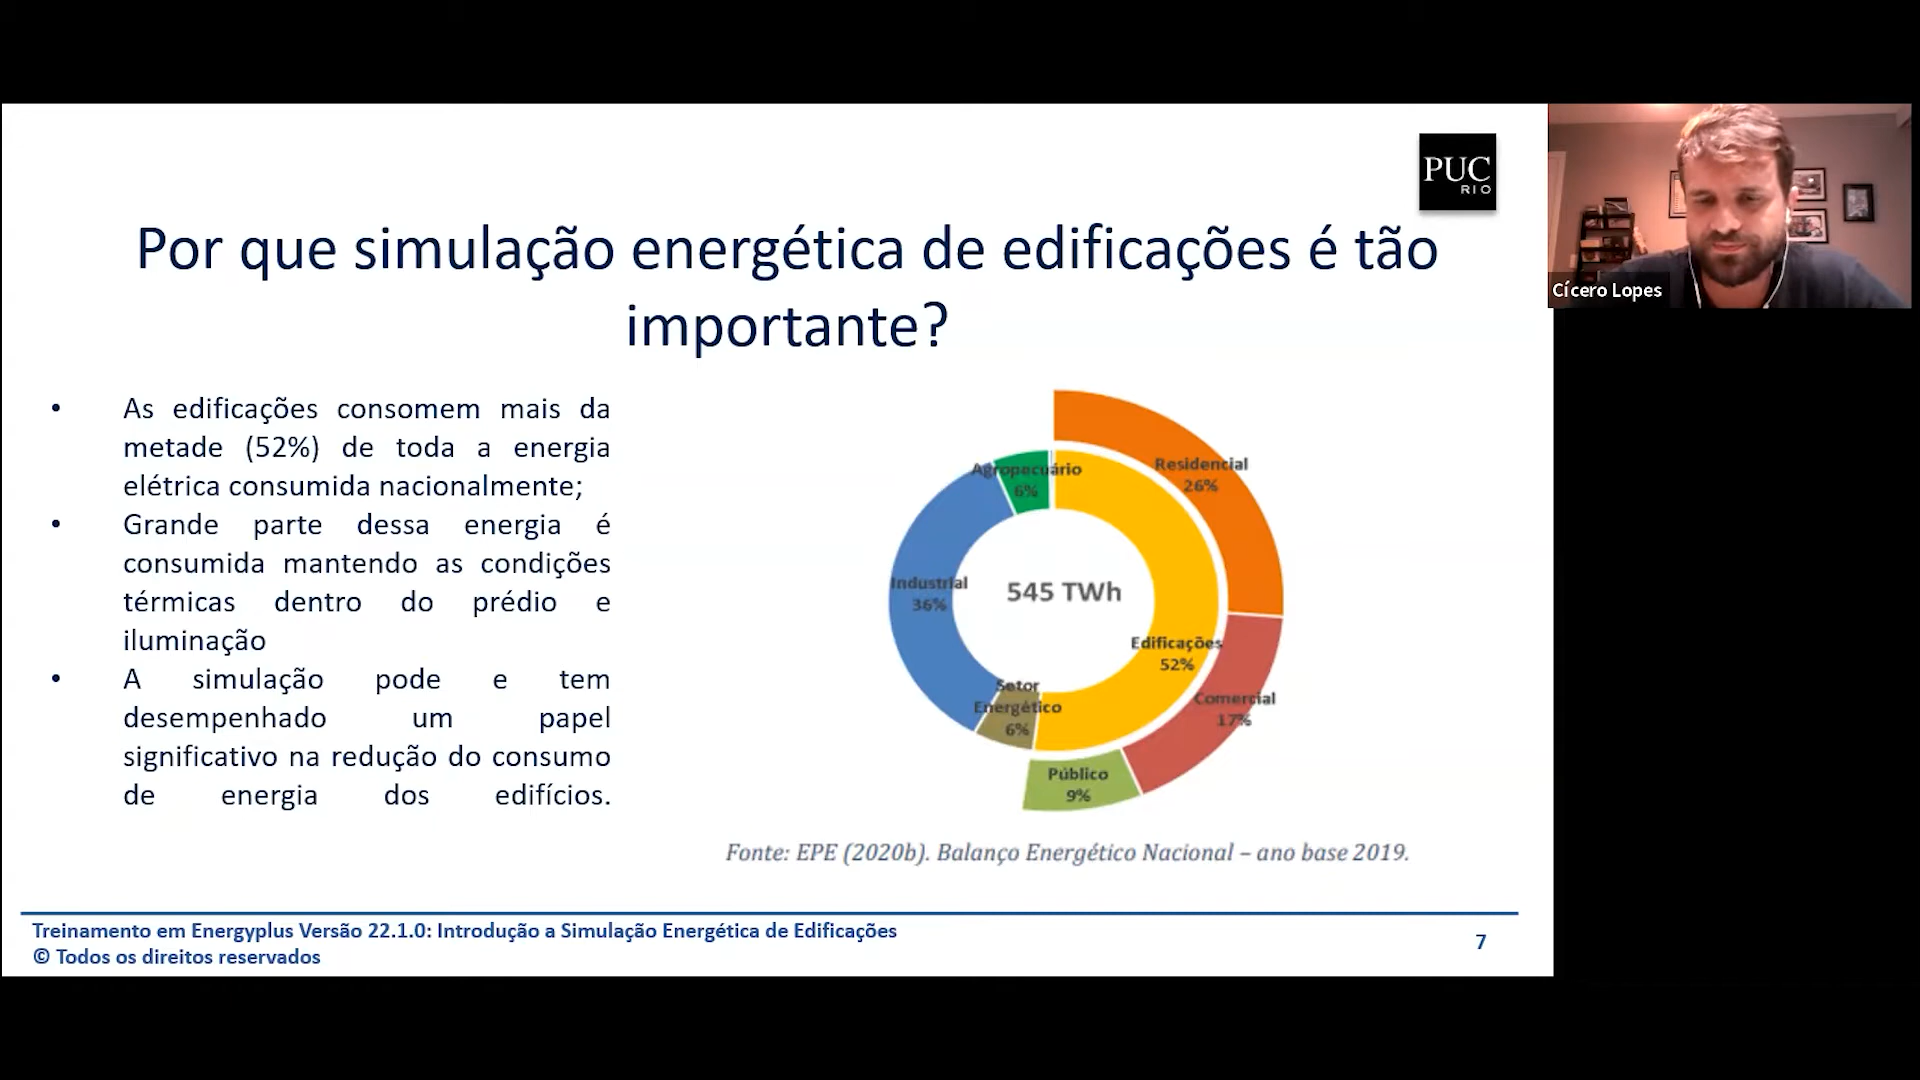 PUC
RIO
Por que simulação energética de edificações é tão
importante?
• As edificações consomem mais da
metade (52%) de toda a energia
elétrica consumida nacionalmente;
• Grande parte dessa energia é
consumida mantendo as condições
térmicas dentro do prédio e
iluminação
• A simulação pode e tem
desempenhado um papel
significativo na redução do consumo
de energia dos edifícios.
Residencial
26%
Agropecuário
6%
Industrial
36%
545 TWh
Edificações
52%
Setor
Energético
6%
Comercial
17%
Público
9%
Fonte: EPE (2020b). Balanço Energético Nacional – ano base 2019.
Treinamento em Energyplus Versão 22.1.0: Introdução a Simulação Energética de Edificações
© Todos os direitos reservados
7
Cícero Lopes